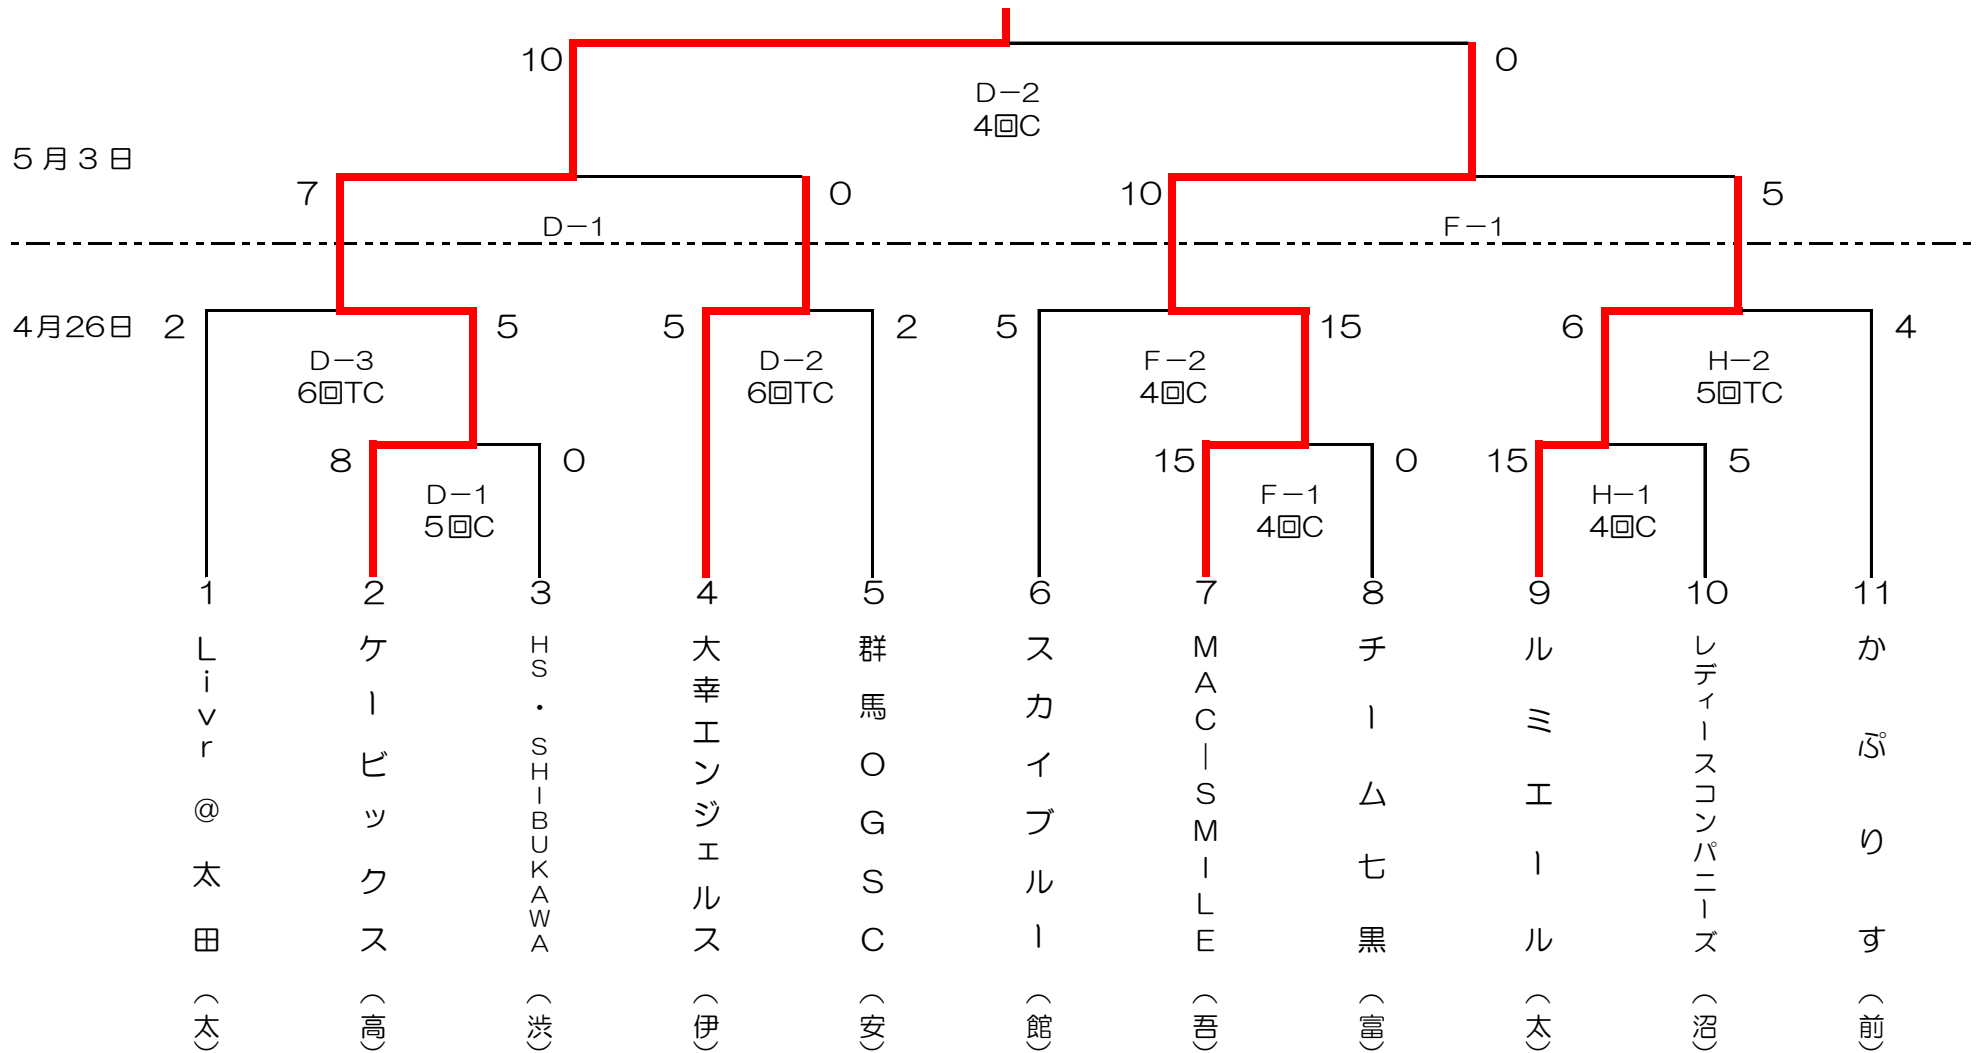 10
0
D－2
4回C
5月3日
7
0
10
5
D－1
F－1
4月26日
2
5
5
2
5
15
6
4
D－3
6回TC
D－2
6回TC
F－2
4回C
H－2
5回TC
8
0
15
0
15
5
D－1
5回C
F－1
4回C
H－1
4回C
1
2
3
4
5
6
7
8
9
10
11
Livr@太田
ケービックス
HS・SHIBUKAWA
大幸エンジェルス
群馬OGSC
スカイブルー
MAC－SMILE
チーム七黒
ルミエール
レディースコンパニーズ
かぷりす
（太）
（高）
（渋）
（伊）
（安）
（館）
（吾）
（富）
（太）
（沼）
（前）